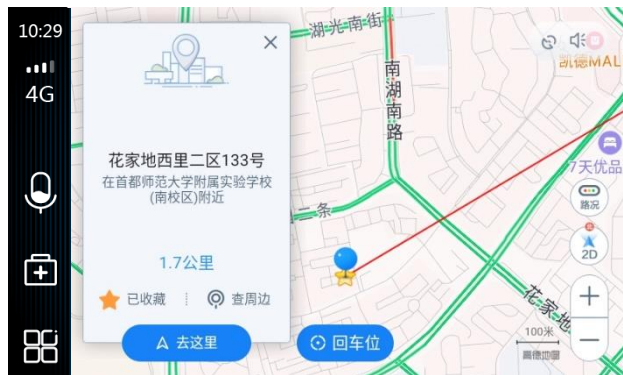 10:29
4G
花家地西里二区133号
在首都师范大学附属实验学校
(南校区)附近
1.7公里
已收藏
查周边
去这里
回车位
湖光南街
南湖南路
二条
凯德MAL
7天优品
路况
2D
花家地
100米
高德地图